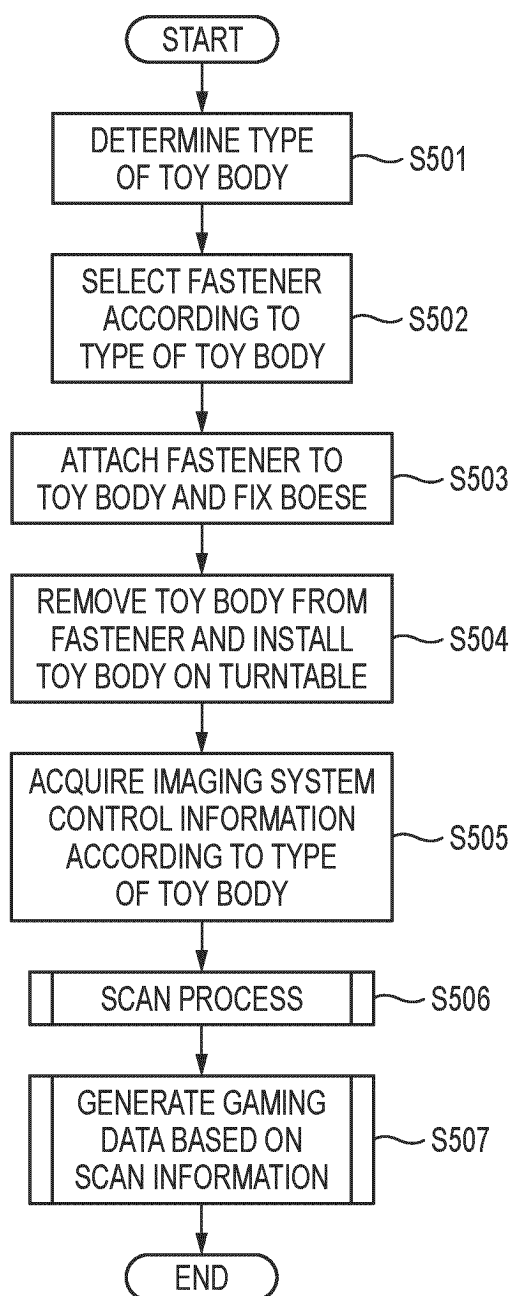 START
DETERMINE TYPE
OF TOY BODY
S501
SELECT FASTENER
ACCORDING TO
TYPE OF TOY BODY
S502
ATTACH FASTENER TO
TOY BODY AND FIX BOESE
S503
REMOVE TOY BODY FROM
FASTENER AND INSTALL
TOY BODY ON TURNTABLE
S504
ACQUIRE IMAGING SYSTEM
CONTROL INFORMATION
ACCORDING TO TYPE
OF TOY BODY
S505
SCAN PROCESS
S506
GENERATE GAMING
DATA BASED ON
SCAN INFORMATION
S507
END